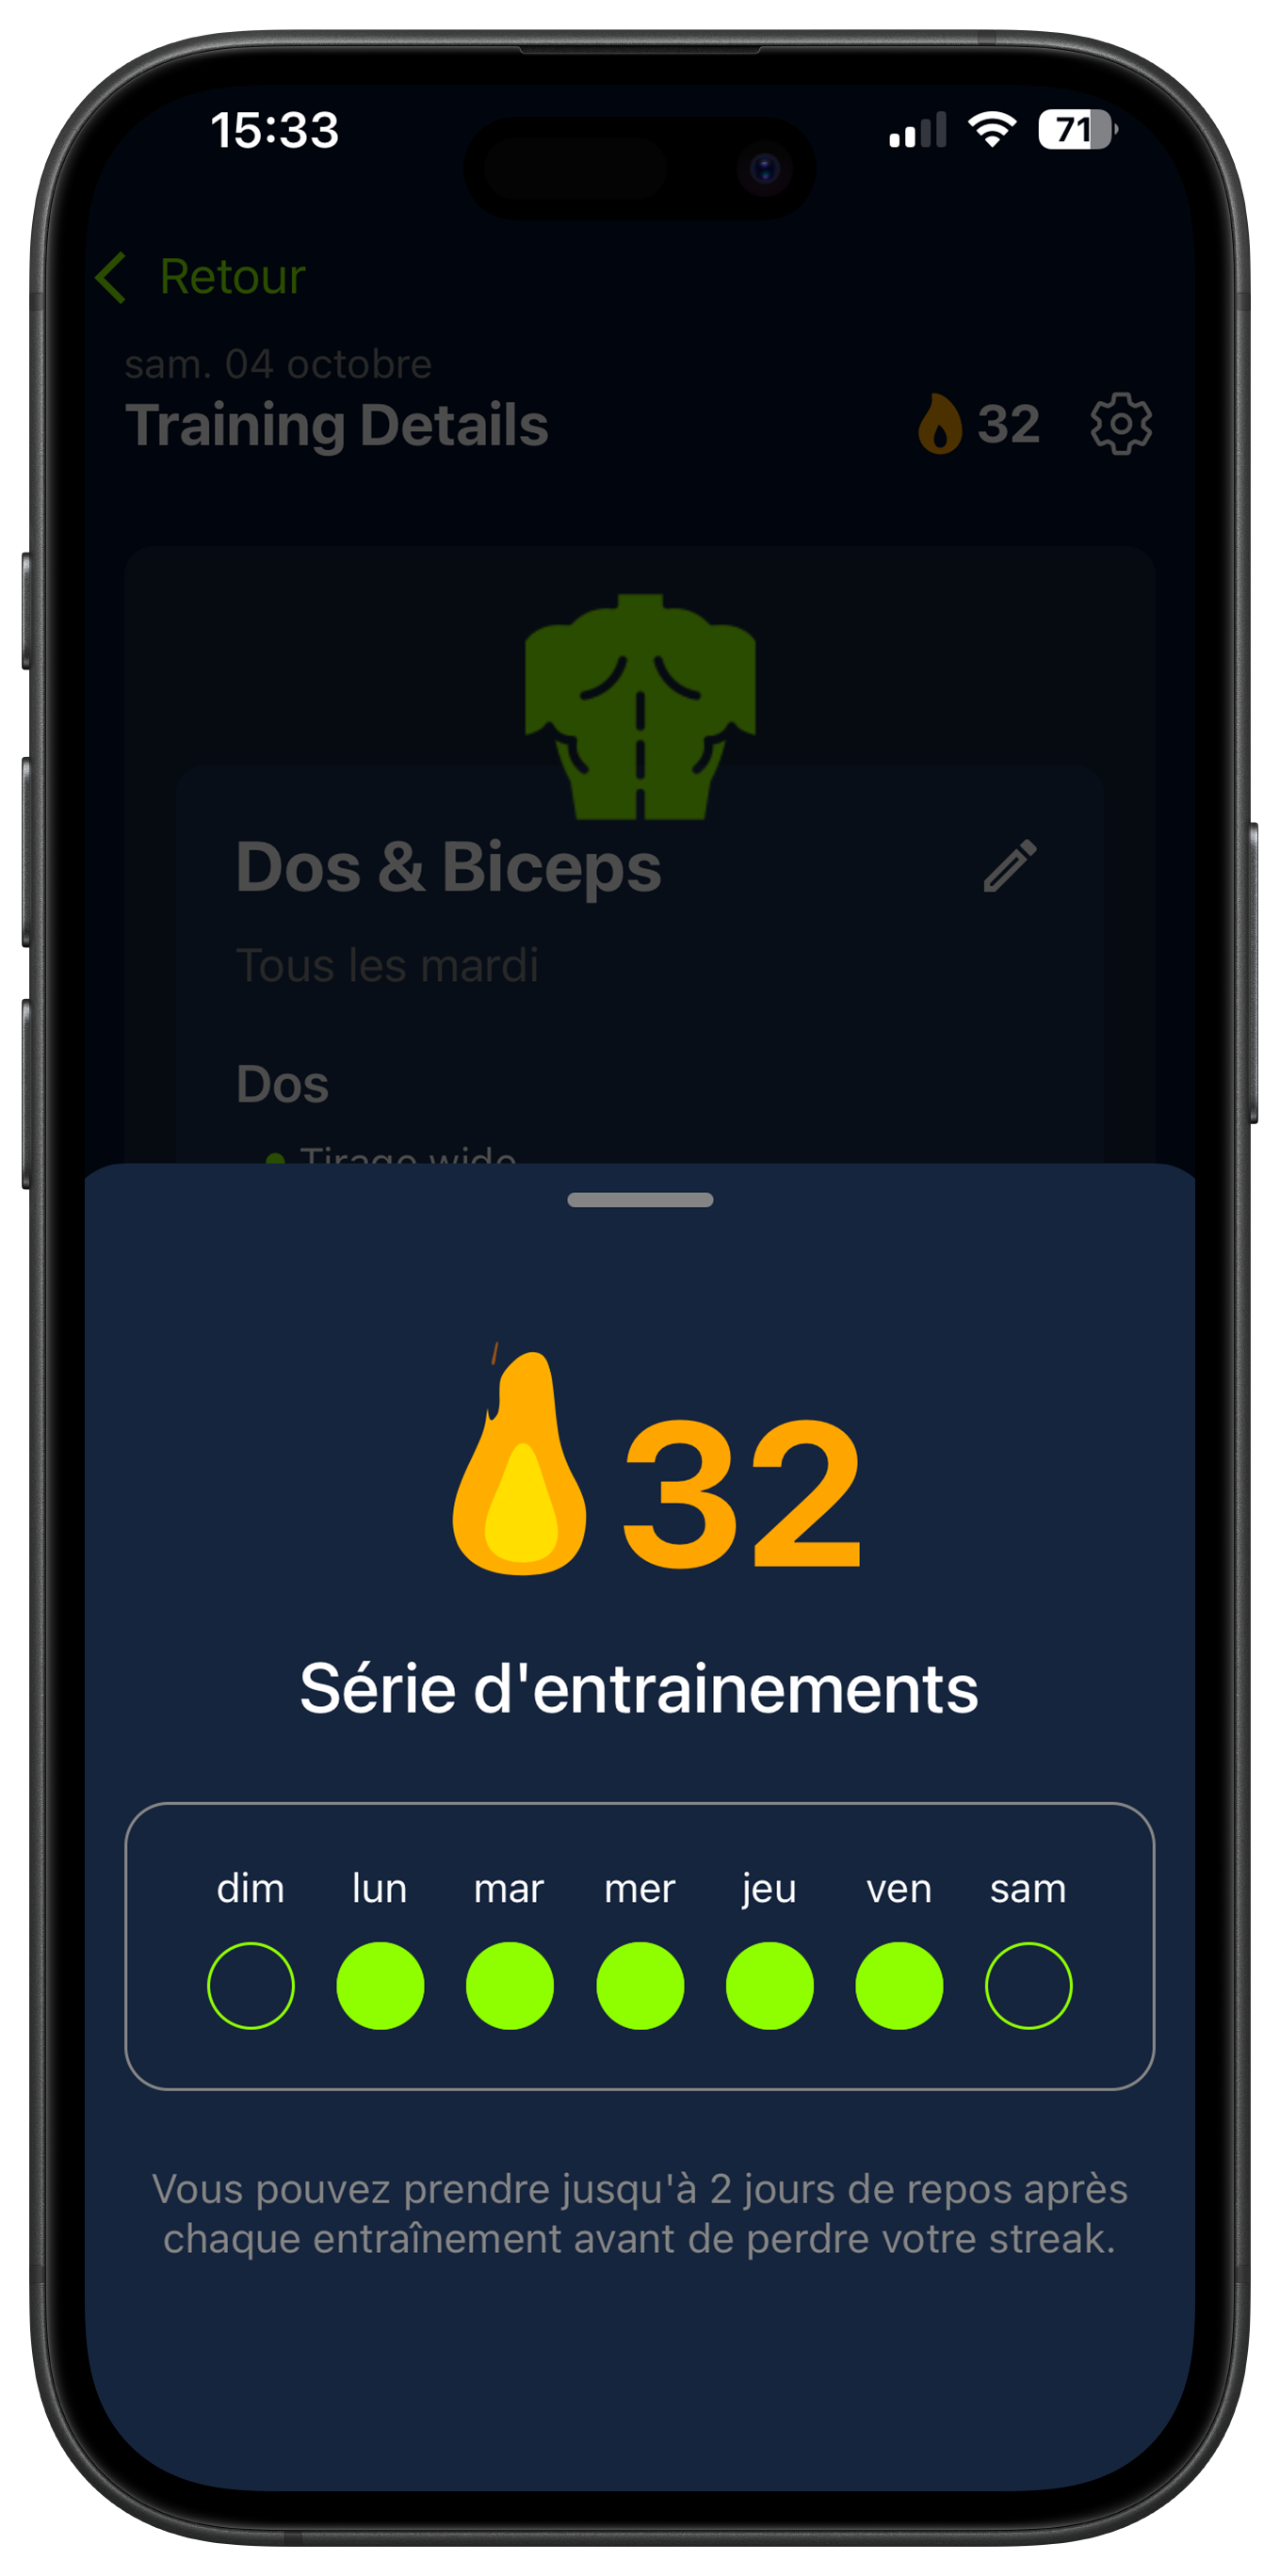 15:33
71
Retour
sam. 04 octobre
Training Details
32
Dos & Biceps
Tous les mardi
Dos
Tirage wide
32
Série d'entrainements
dim lun mar mer jeu ven sam
Vous pouvez prendre jusqu'à 2 jours de repos après
chaque entraînement avant de perdre votre streak.